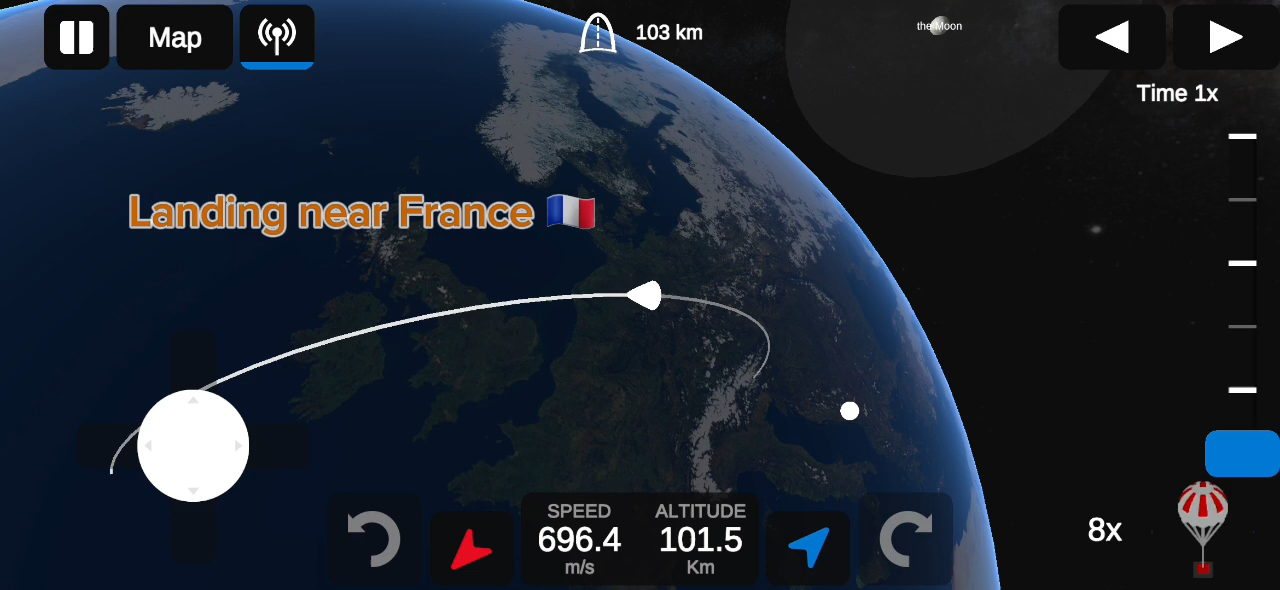 Map
103 km
the Moon
Time 1x
Landing near France 🇫🇷
SPEED
696.4
m/s
ALTITUDE
101.5
Km
8x